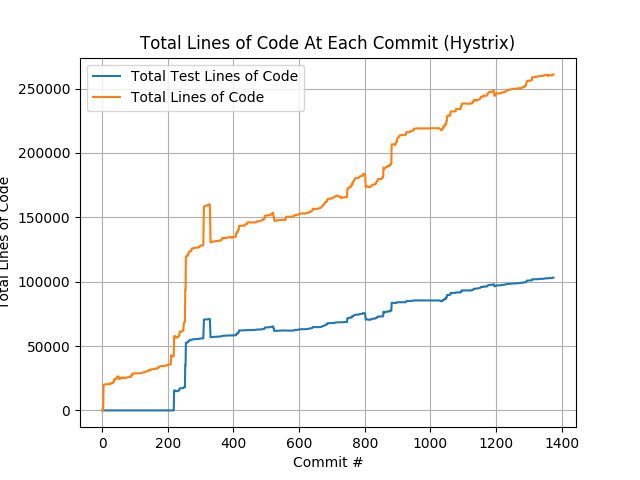 Total Lines of Code At Each Commit (Hystrix)
Total Test Lines of Code
Total Lines of Code
250000
200000
150000
100000
50000
0
Total Lines of Code
0 200 400 600 800 1000 1200 1400
Commit #